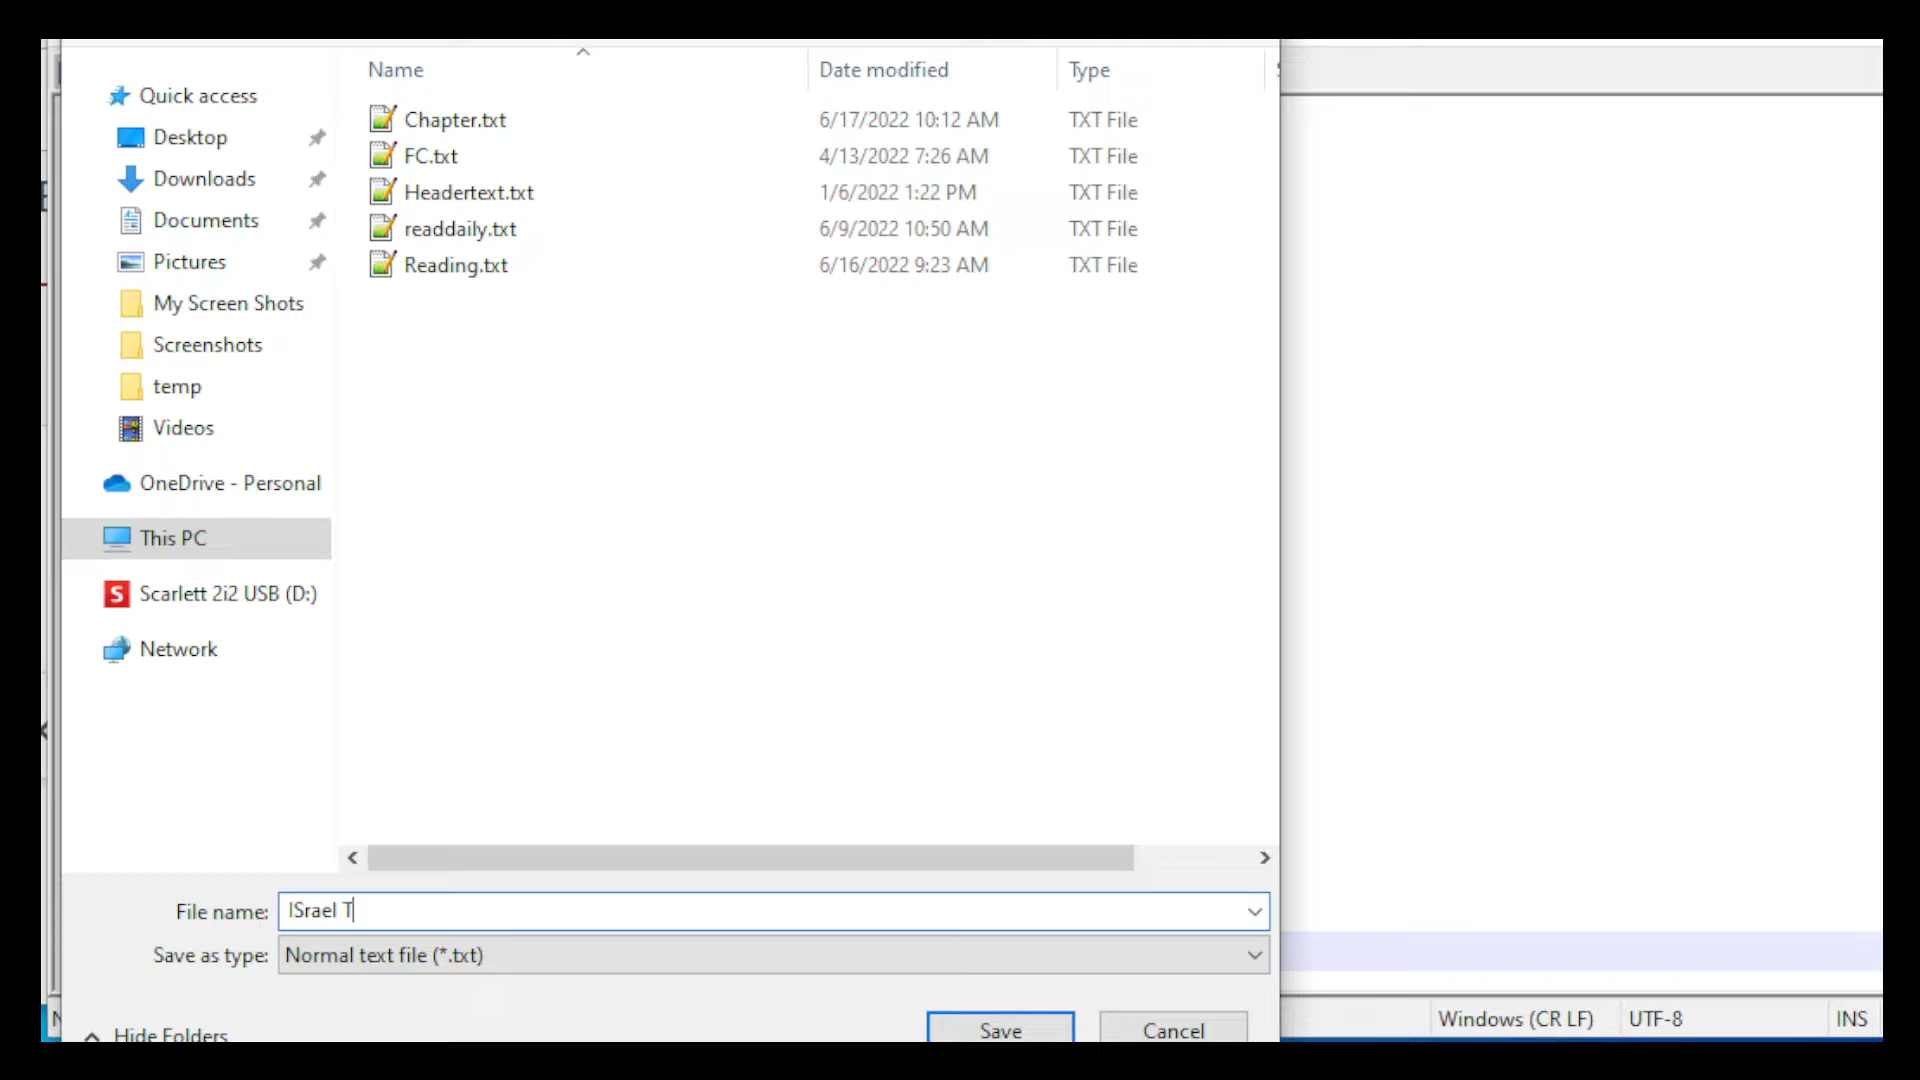 Name Date modified Type
Quick access
Desktop
Downloads
Documents
Pictures
My Screen Shots
Screenshots
temp
Videos
OneDrive - Personal
This PC
Scarlett 2i2 USB (D:)
Network
Chapter.txt 6/17/2022 10:12 AM TXT File
FC.txt 4/13/2022 7:26 AM TXT File
Headertext.txt 1/6/2022 1:22 PM TXT File
readdaily.txt 6/9/2022 10:50 AM TXT File
Reading.txt 6/16/2022 9:23 AM TXT File
File name: ISrael T
Save as type: Normal text file (*.txt)
Hide Folders Save Cancel
Windows (CR LF) UTF-8 INS